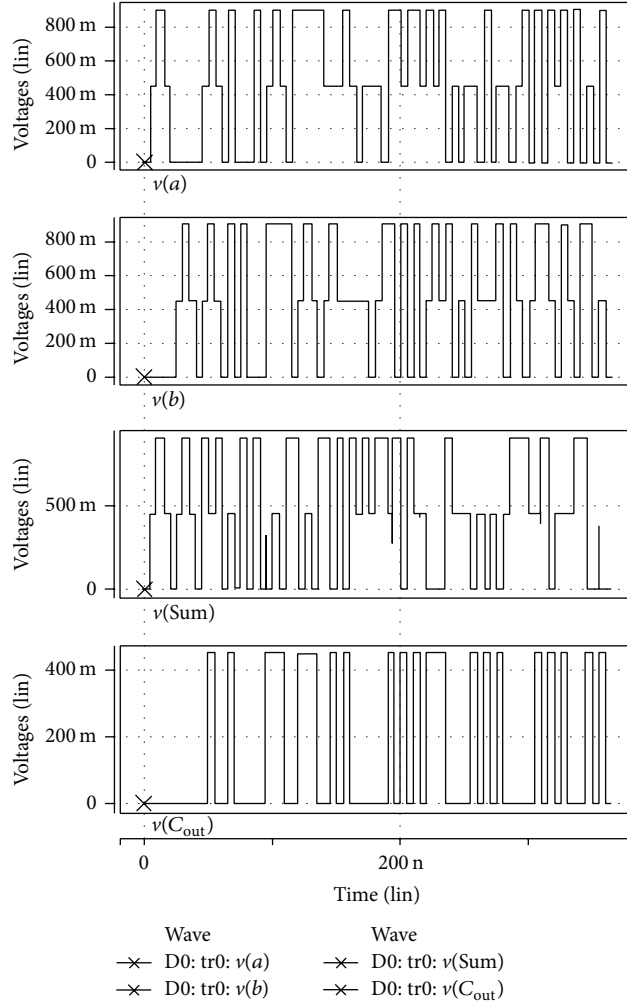 Voltages (lin)
800 m
600 m
400 m
200 m
0
v(a)
Voltages (lin)
800 m
600 m
400 m
200 m
0
v(b)
Voltages (lin)
500 m
0
v(Sum)
Voltages (lin)
400 m
200 m
0
v(Cout)
0
200 n
Time (lin)
Wave
D0: tr0: v(a)
D0: tr0: v(b)
Wave
D0: tr0: v(Sum)
D0: tr0: v(Cout)